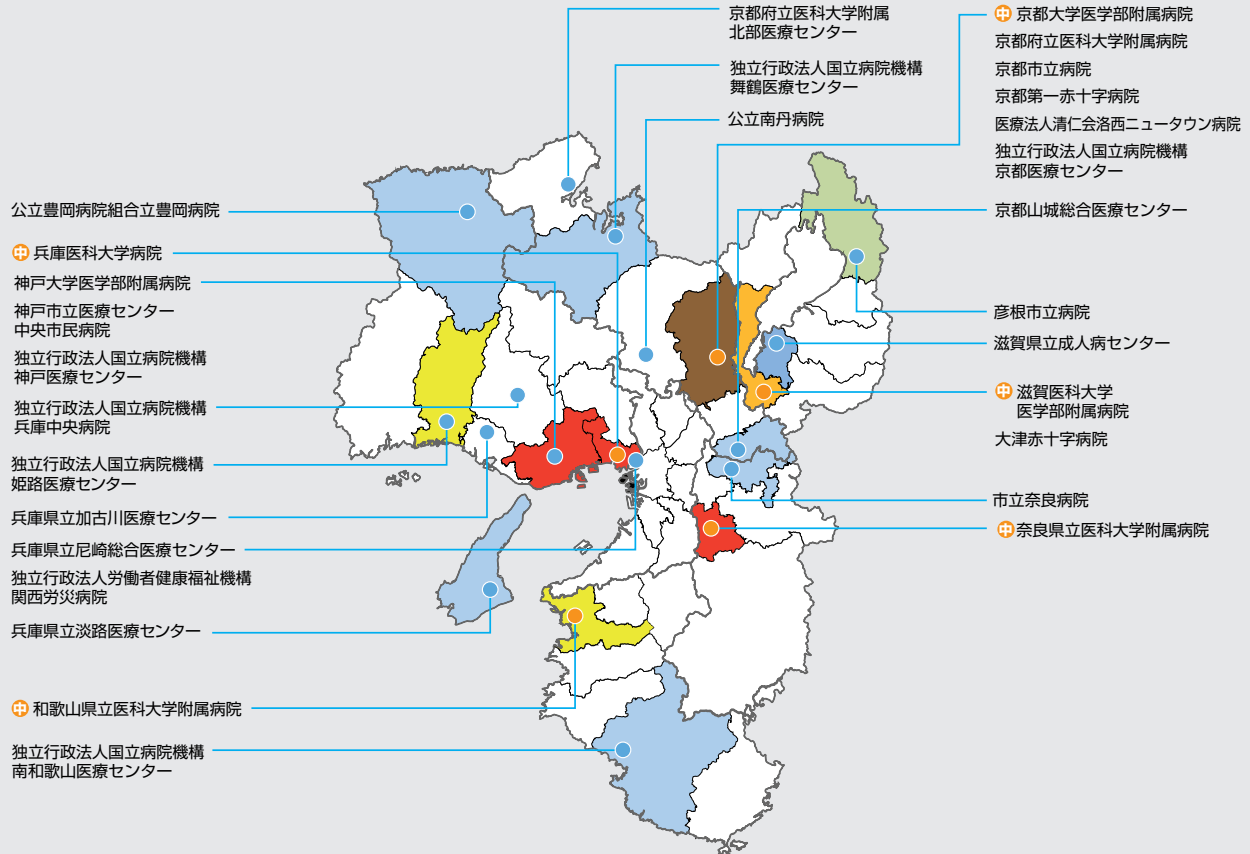 京都府立医科大学附属
北部医療センター
独立行政法人国立病院機構
舞鶴医療センター
公立南丹病院
中 京都大学医学部附属病院
京都府立医科大学附属病院
京都市立病院
京都第一赤十字病院
医療法人清仁会洛西ニュータウン病院
独立行政法人国立病院機構
京都医療センター
京都山城総合医療センター
彦根市立病院
滋賀県立成人病センター
中 滋賀医科大学
医学部附属病院
大津赤十字病院
市立奈良病院
中 奈良県立医科大学附属病院
公立豊岡病院組合立豊岡病院
中 兵庫医科大学病院
神戸大学医学部附属病院
神戸市立医療センター
中央市民病院
独立行政法人国立病院機構
神戸医療センター
独立行政法人国立病院機構
兵庫中央病院
独立行政法人国立病院機構
姫路医療センター
兵庫県立加古川医療センター
兵庫県立尼崎総合医療センター
独立行政法人労働者健康福祉機構
関西労災病院
兵庫県立淡路医療センター
中 和歌山県立医科大学附属病院
独立行政法人国立病院機構
南和歌山医療センター